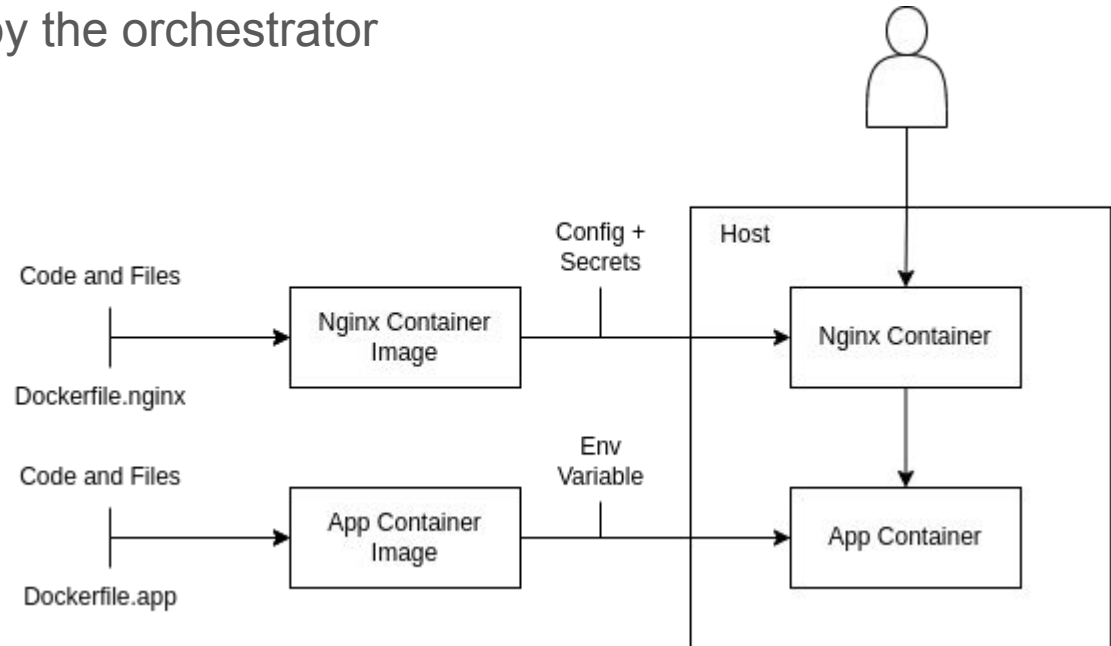 by the orchestrator
Config +
Secrets
Host
Code and Files
Nginx Container
Image
Nginx Container
Dockerfile.nginx
Env
Variable
Code and Files
App Container
Image
App Container
Dockerfile.app